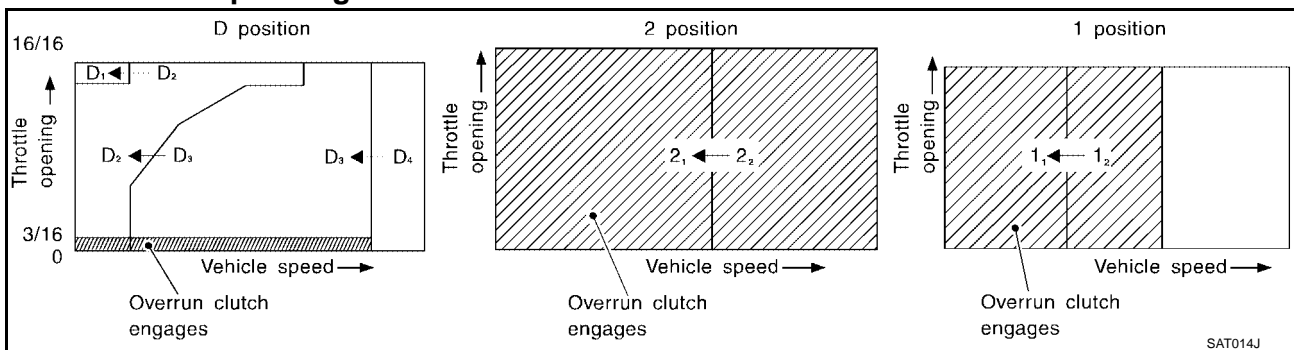 D position
16/16
D₁ ◄ D₂
D₂ ◄ D₃
D₃ ◄ D₄
Throttle opening
3/16
0
Vehicle speed
Overrun clutch
engages
2 position
Throttle opening
2₁ ◄ 2₂
Vehicle speed
Overrun clutch
engages
1 position
Throttle opening
1₁ ◄ 1₂
Vehicle speed
Overrun clutch
engages
SAT014J